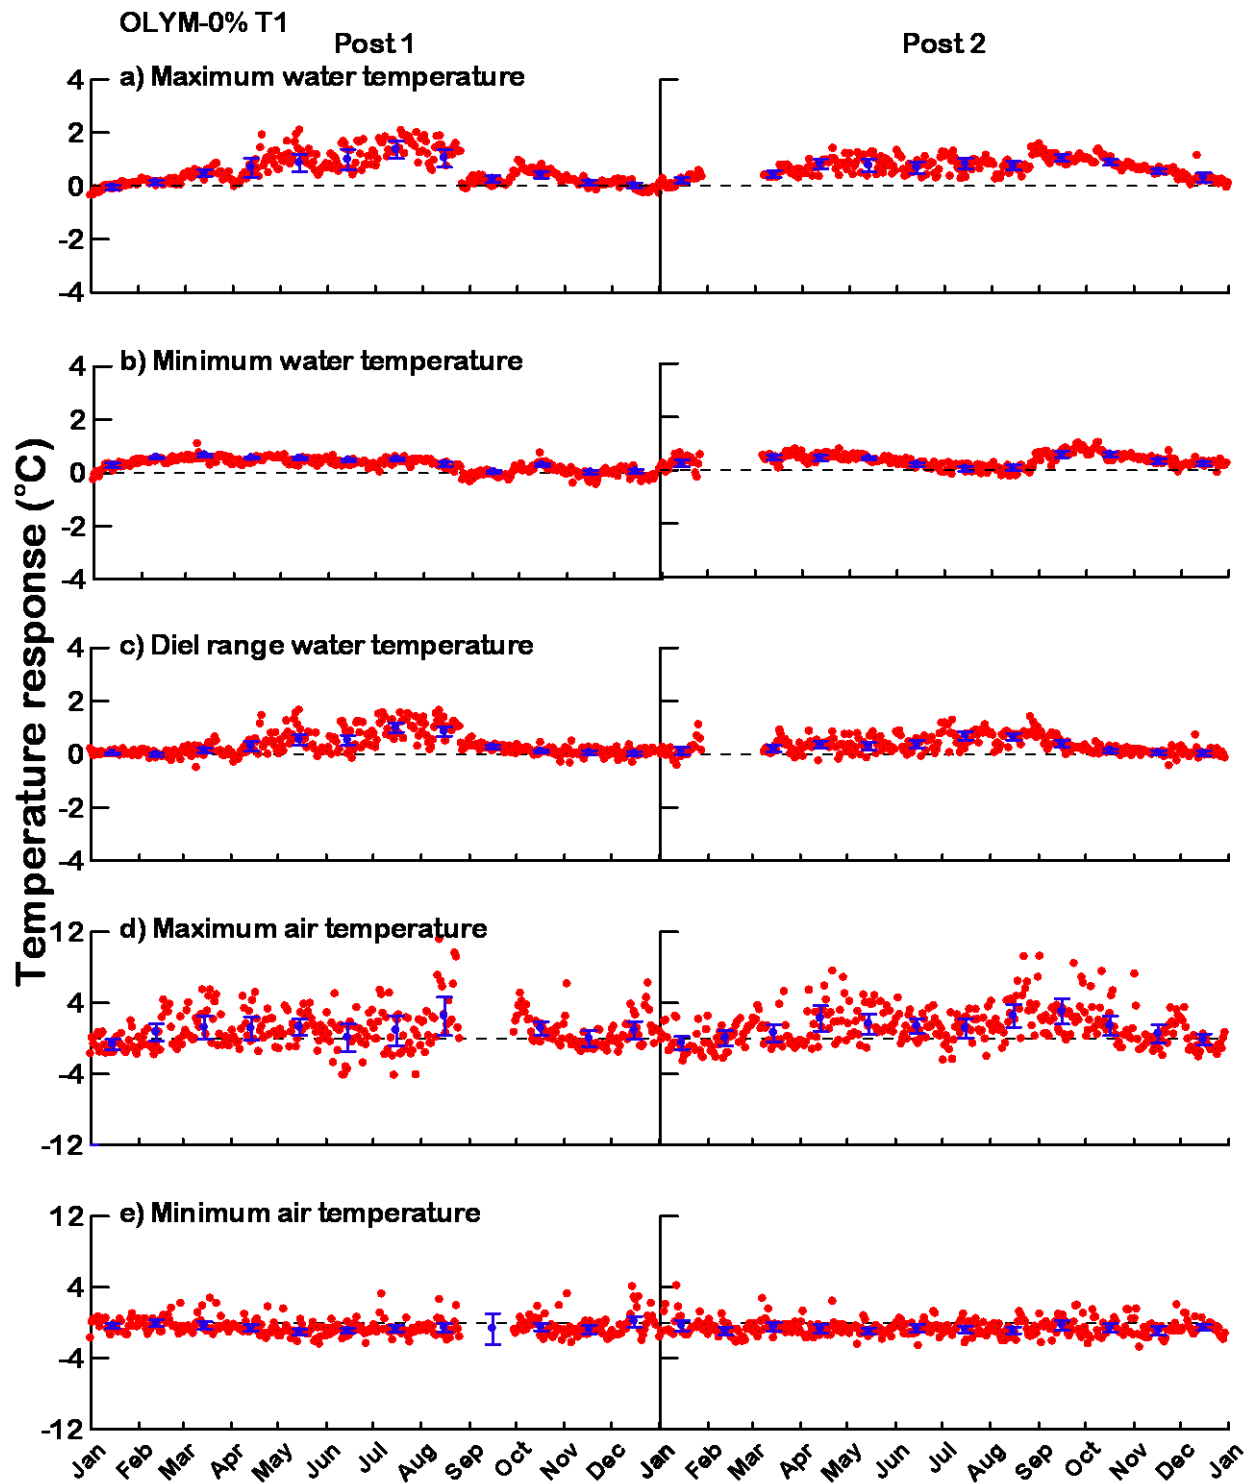 OLYM-0% T1
Post 1
Post 2
Temperature response (°C)
a) Maximum water temperature
4
2
0
-2
-4
b) Minimum water temperature
4
2
0
-2
-4
c) Diel range water temperature
4
2
0
-2
-4
d) Maximum air temperature
12
4
-4
-12
e) Minimum air temperature
12
4
-4
-12
Jan Feb Mar Apr May Jun Jul Aug Sep Oct Nov Dec Jan Feb Mar Apr May Jun Jul Aug Sep Oct Nov Dec Jan